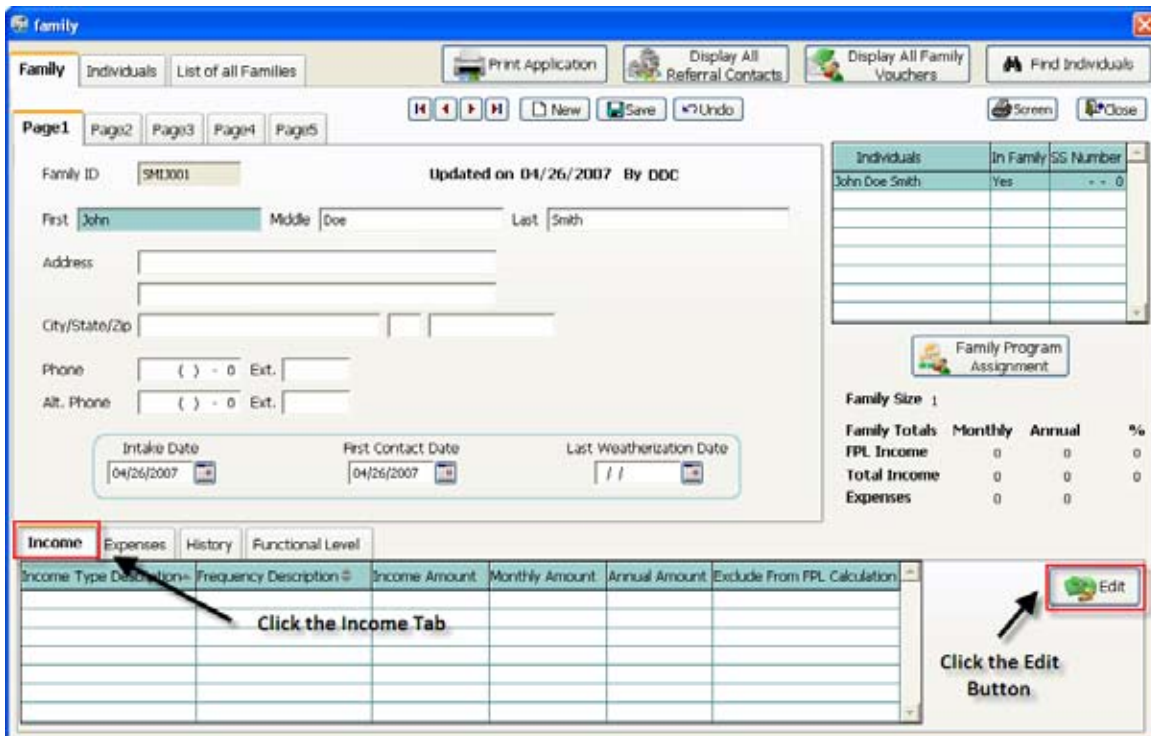 family
Family Individuals List of all Families
Print Application
Display All
Referral Contacts
Display All Family
Vouchers
Find Individuals
New Save Undo
Screen Close
Page1 Page2 Page3 Page4 Page5
Family ID SMIJ001
Updated on 04/26/2007 By DDC
First John Middle Doe Last Smith
Address
City/State/Zip
Phone ( ) - 0 Ext.
Alt. Phone ( ) - 0 Ext.
Intake Date First Contact Date Last Weatherization Date
04/26/2007 04/26/2007 / /
Individuals In Family SS Number
John Doe Smith Yes - - 0
Family Program
Assignment
Family Size 1
Family Totals Monthly Annual %
FPL Income 0 0 0
Total Income 0 0 0
Expenses 0 0
Income Expenses History Functional Level
Income Type Description Frequency Description Income Amount Monthly Amount Annual Amount Exclude From FPL Calculation
Edit
Click the Income Tab
Click the Edit
Button